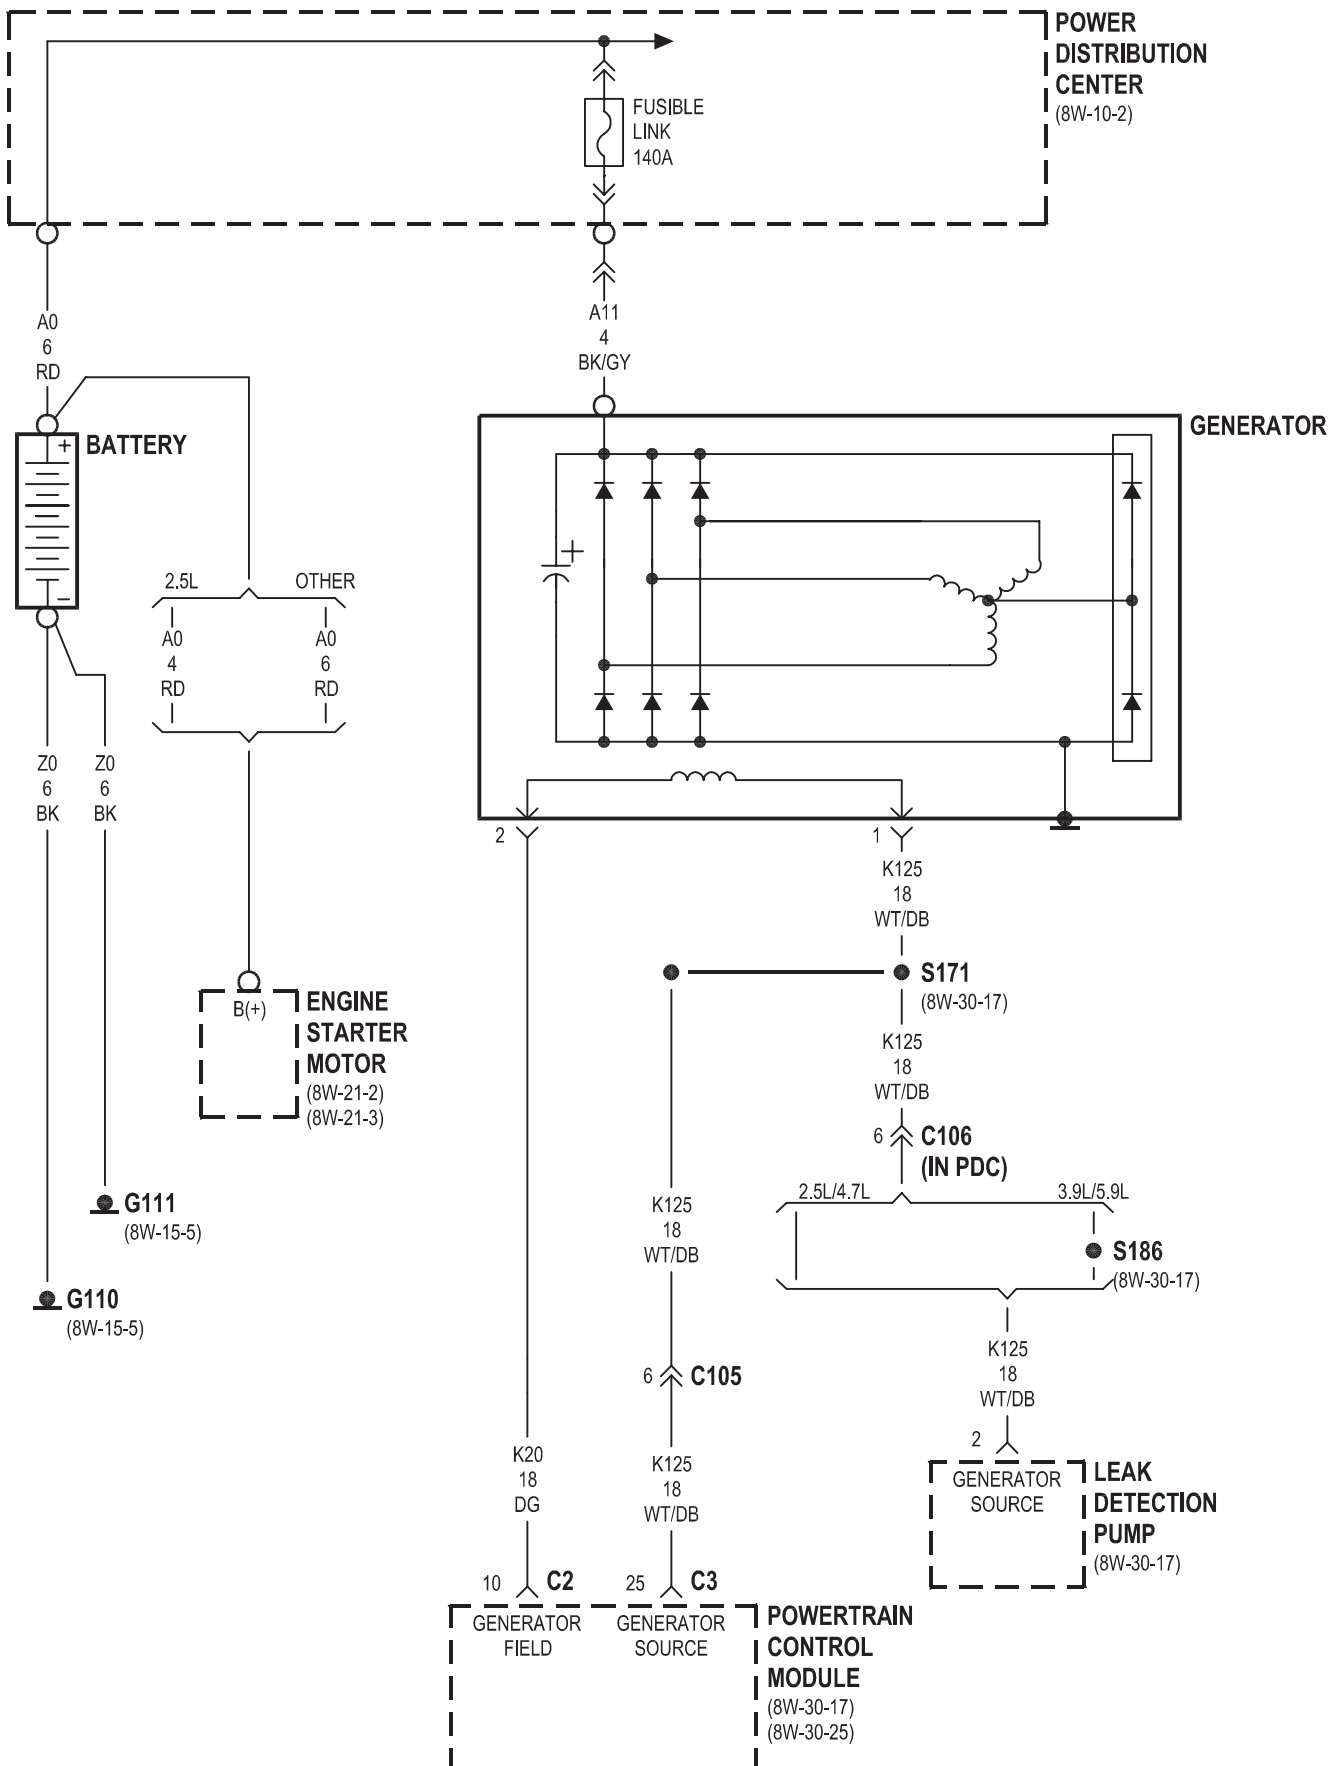 POWER
DISTRIBUTION
CENTER
(8W-10-2)
FUSIBLE
LINK
140A
A0
6
RD
A11
4
BK/GY
BATTERY
+
−
GENERATOR
+
2.5L
OTHER
A0
4
RD
A0
6
RD
Z0
6
BK
Z0
6
BK
2
1
K125
18
WT/DB
S171
(8W-30-17)
B(+)
ENGINE
STARTER
MOTOR
(8W-21-2)
(8W-21-3)
K125
18
WT/DB
6
C106
(IN PDC)
2.5L/4.7L
3.9L/5.9L
G111
(8W-15-5)
K125
18
WT/DB
S186
(8W-30-17)
G110
(8W-15-5)
K125
18
WT/DB
6
C105
2
K20
18
DG
K125
18
WT/DB
GENERATOR
SOURCE
LEAK
DETECTION
PUMP
(8W-30-17)
10
C2
25
C3
GENERATOR
FIELD
GENERATOR
SOURCE
POWERTRAIN
CONTROL
MODULE
(8W-30-17)
(8W-30-25)